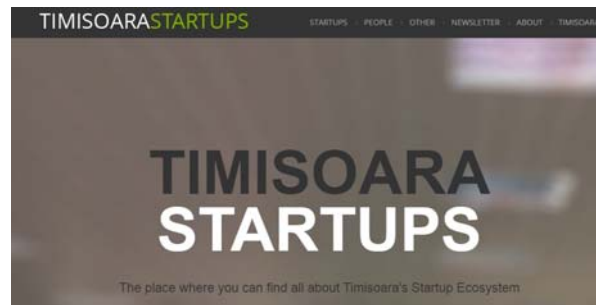 TIMISOARASTARTUPS STARTUPS PEOPLE OTHER NEWSLETTER ABOUT TIMISOARA
TIMISOARA
STARTUPS
The place where you can find all about Timisoara's Startup Ecosystem